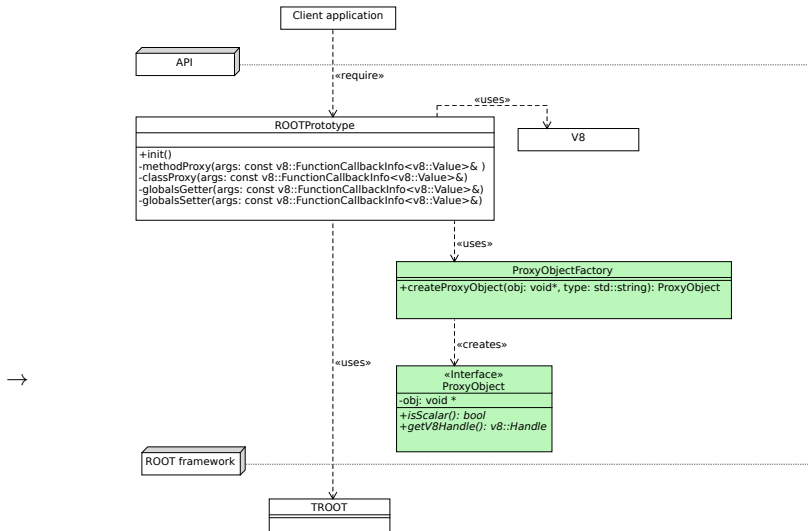 Client application
API
«require»
«uses»
ROOTPrototype
V8
+init()
-methodProxy(args: const v8::FunctionCallbackInfo<v8::Value>& )
-classProxy(args: const v8::FunctionCallbackInfo<v8::Value>&)
-globalsGetter(args: const v8::FunctionCallbackInfo<v8::Value>&)
-globalsSetter(args: const v8::FunctionCallbackInfo<v8::Value>&)
«uses»
ProxyObjectFactory
+createProxyObject(obj: void*, type: std::string): ProxyObject
«creates»
«uses»
→
«Interface»
ProxyObject
-obj: void *
+isScalar(): bool
+getV8Handle(): v8::Handle
ROOT framework
TROOT